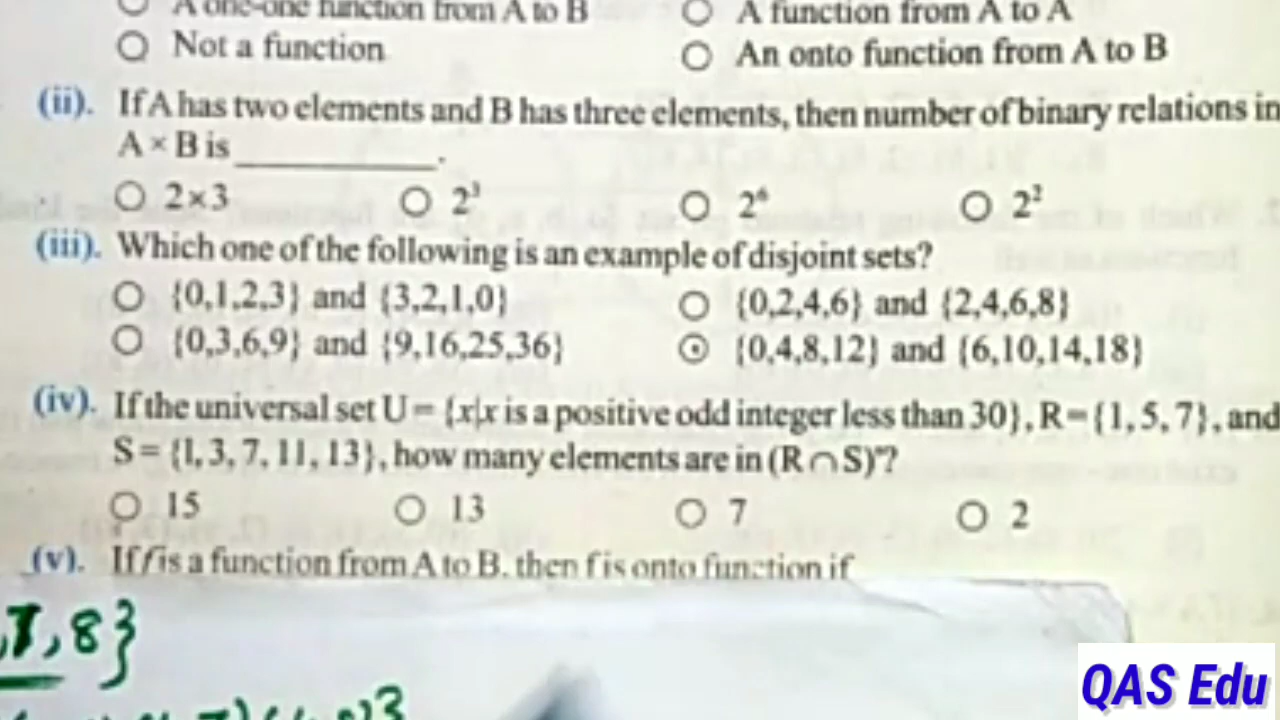 A one-one function from A to B
A function from A to A
Not a function
An onto function from A to B
(ii). If A has two elements and B has three elements, then number of binary relations in
A × B is __________.
2×3
2³
2⁶
2²
(iii). Which one of the following is an example of disjoint sets?
{0,1,2,3} and {3,2,1,0}
{0,2,4,6} and {2,4,6,8}
{0,3,6,9} and {9,16,25,36}
{0,4,8,12} and {6,10,14,18}
(iv). If the universal set U = {x|x is a positive odd integer less than 30}, R={1, 5, 7}, and
S = {1, 3, 7, 11, 13}, how many elements are in (R∩S)'?
15
13
7
2
(v). If f is a function from A to B, then f is onto function if
,7,8}
QAS Edu